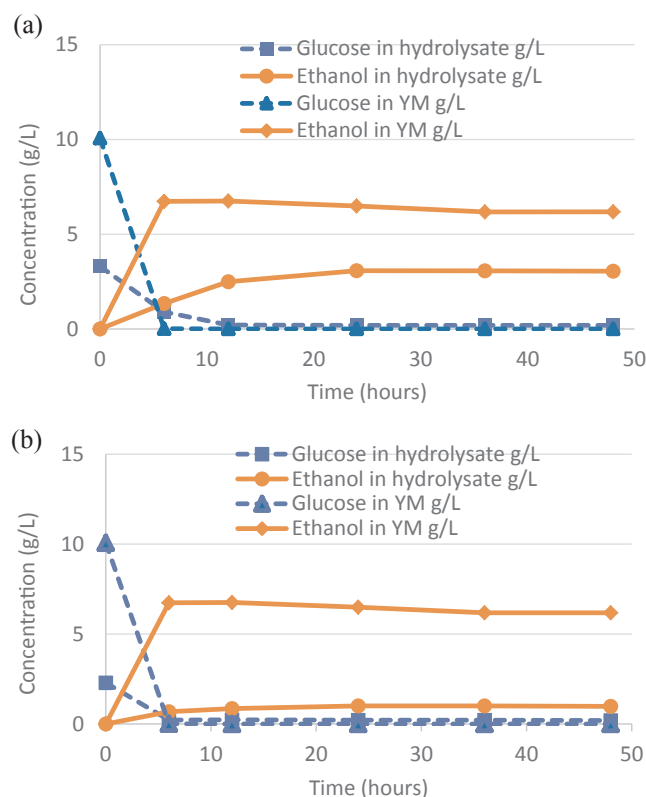 (a)
15
10
5
0
Concentration (g/L)
Glucose in hydrolysate g/L
Ethanol in hydrolysate g/L
Glucose in YM g/L
Ethanol in YM g/L
0 10 20 30 40 50
Time (hours)
(b)
15
10
5
0
Concentration (g/L)
Glucose in hydrolysate g/L
Ethanol in hydrolysate g/L
Glucose in YM g/L
Ethanol in YM g/L
0 10 20 30 40 50
Time (hours)